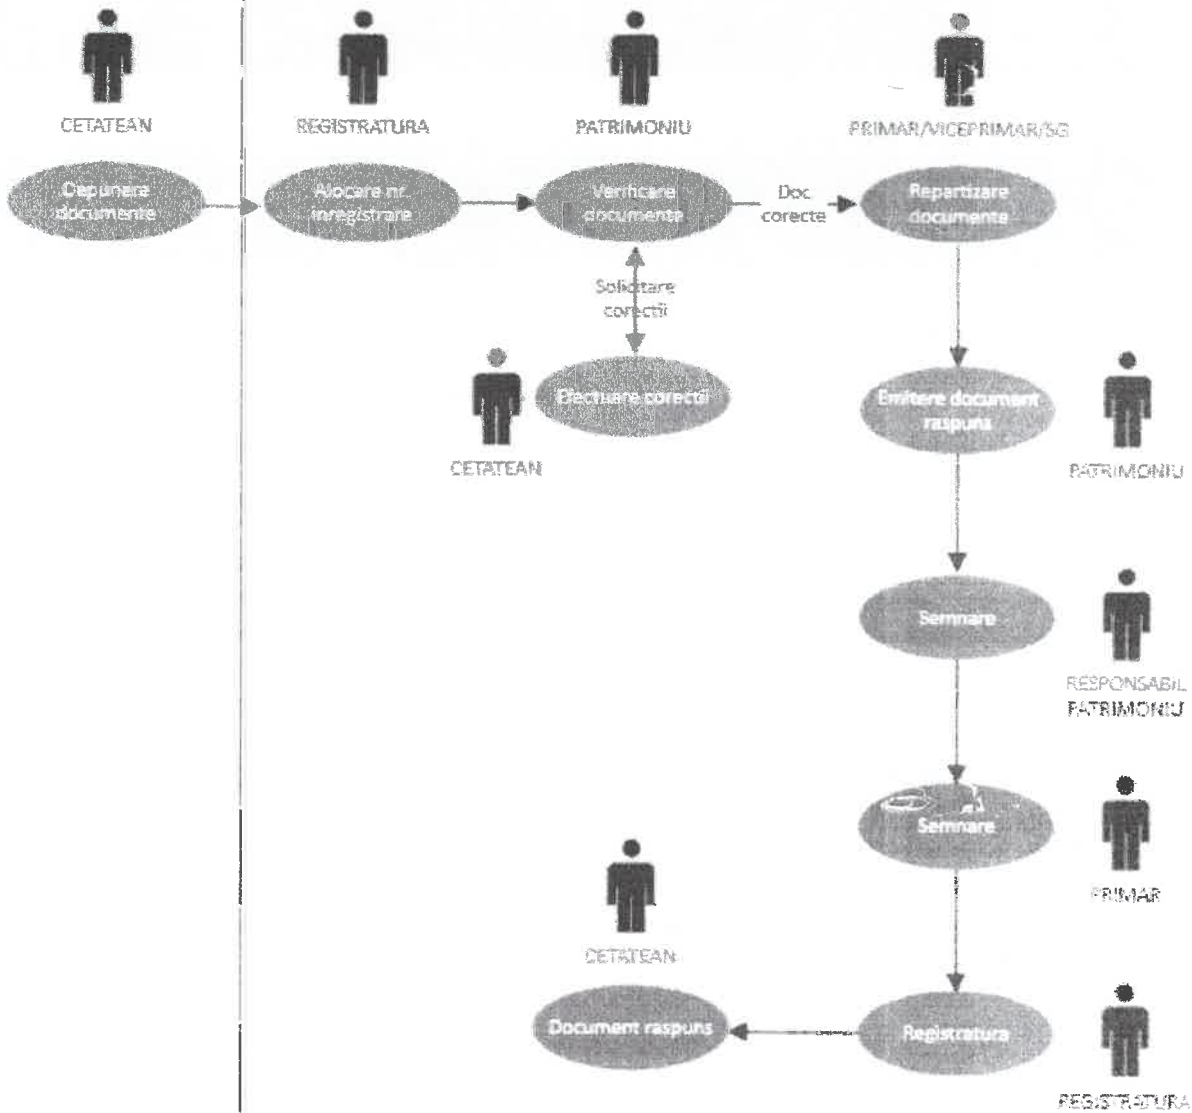 CETATEAN
REGISTRATURA
PATRIMONIU
PRIMAR/VICEPRIMAR/SG
Depunere
documente
Alocare nr.
inregistrare
Verificare
documente
Doc
corecte
Repartizare
documente
Solicitare
corectii
CETATEAN
Efectuare corectii
Emitere document
raspuns
PATRIMONIU
Semnare
RESPONSABIL
PATRIMONIU
Semnare
PRIMAR
CETATEAN
Document raspuns
Registratura
REGISTRATURA